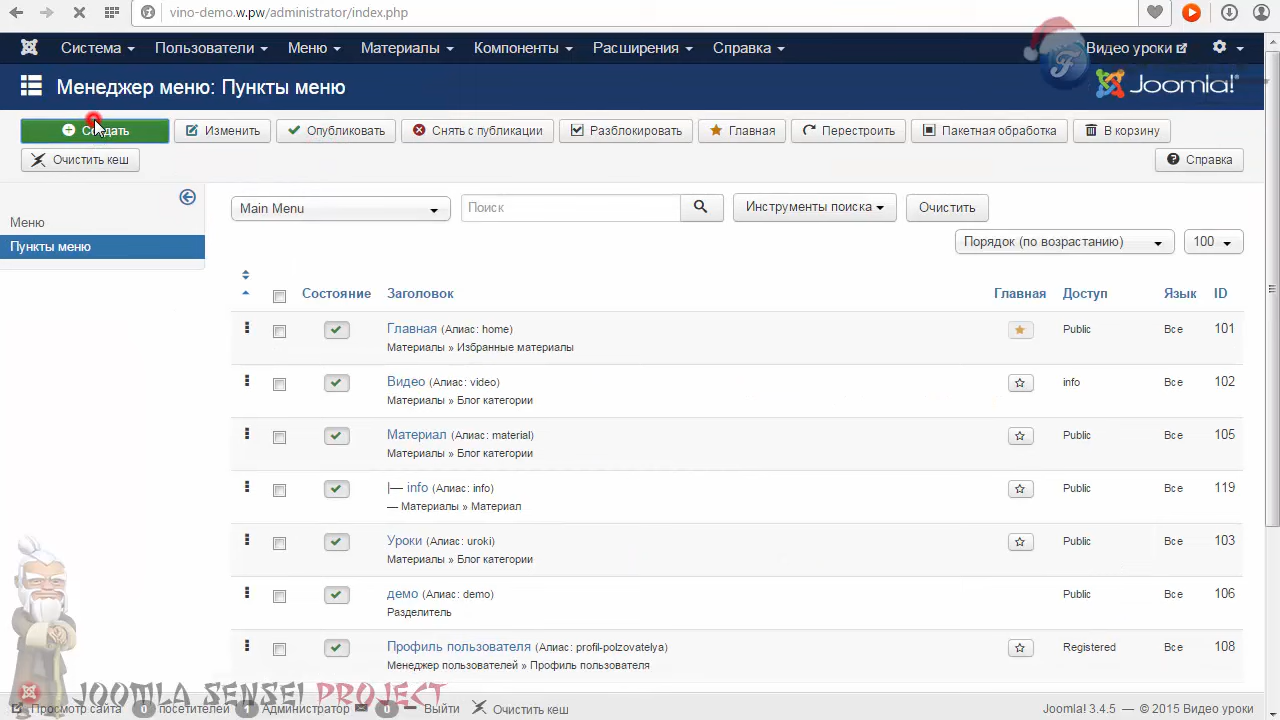 vino-demo.w.pw/administrator/index.php
Система Пользователи Меню Материалы Компоненты Расширения Справка Видео уроки
Менеджер меню: Пункты меню Joomla!
Создать Изменить Опубликовать Снять с публикации Разблокировать Главная Перестроить Пакетная обработка В корзину
Очистить кеш Справка
Меню
Пункты меню
Main Menu Поиск Инструменты поиска Очистить
Порядок (по возрастанию) 100
Состояние Заголовок Главная Доступ Язык ID
Главная (Алиас: home) Public Все 101
Материалы » Избранные материалы
Видео (Алиас: video) info Все 102
Материалы » Блог категории
Материал (Алиас: material) Public Все 105
Материалы » Блог категории
|— info (Алиас: info) Public Все 119
— Материалы » Материал
Уроки (Алиас: uroki) Public Все 103
Материалы » Блог категории
демо (Алиас: demo) Public Все 106
Разделитель
Профиль пользователя (Алиас: profil-polzovatelya) Registered Все 108
Менеджер пользователей » Профиль пользователя
JOOMLA SENSEI PROJECT
Просмотр сайта 0 посетителей 1 Администратор 0 Выйти Очистить кеш Joomla! 3.4.5 — © 2015 Видео уроки